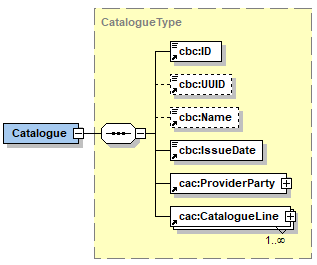 CatalogueType
cbc:ID
cbc:UUID
cbc:Name
Catalogue
cbc:IssueDate
cac:ProviderParty
cac:CatalogueLine
1..∞